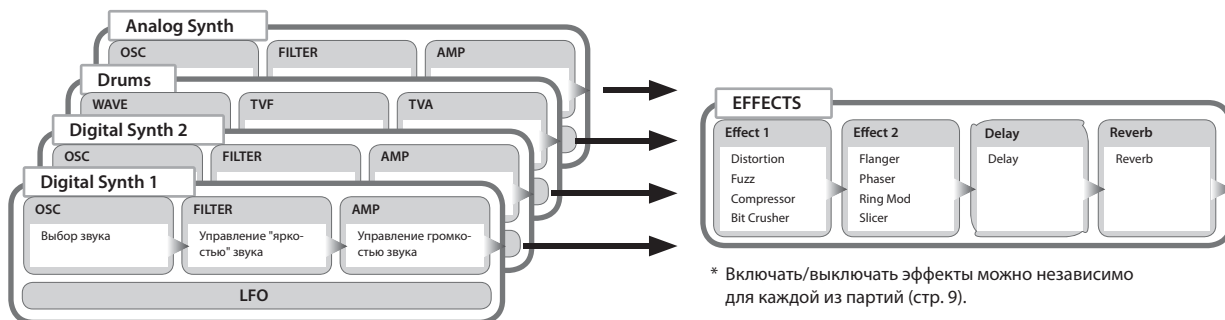 Analog Synth
OSC FILTER AMP
Drums
WAVE TVF TVA
Digital Synth 2
OSC FILTER AMP
Digital Synth 1
OSC FILTER AMP
Выбор звука
Управление "ярко-
стью" звука
Управление громко-
стью звука
LFO
EFFECTS
Effect 1
Distortion
Fuzz
Compressor
Bit Crusher
Effect 2
Flanger
Phaser
Ring Mod
Slicer
Delay
Delay
Reverb
Reverb
* Включать/выключать эффекты можно независимо
для каждой из партий (стр. 9).